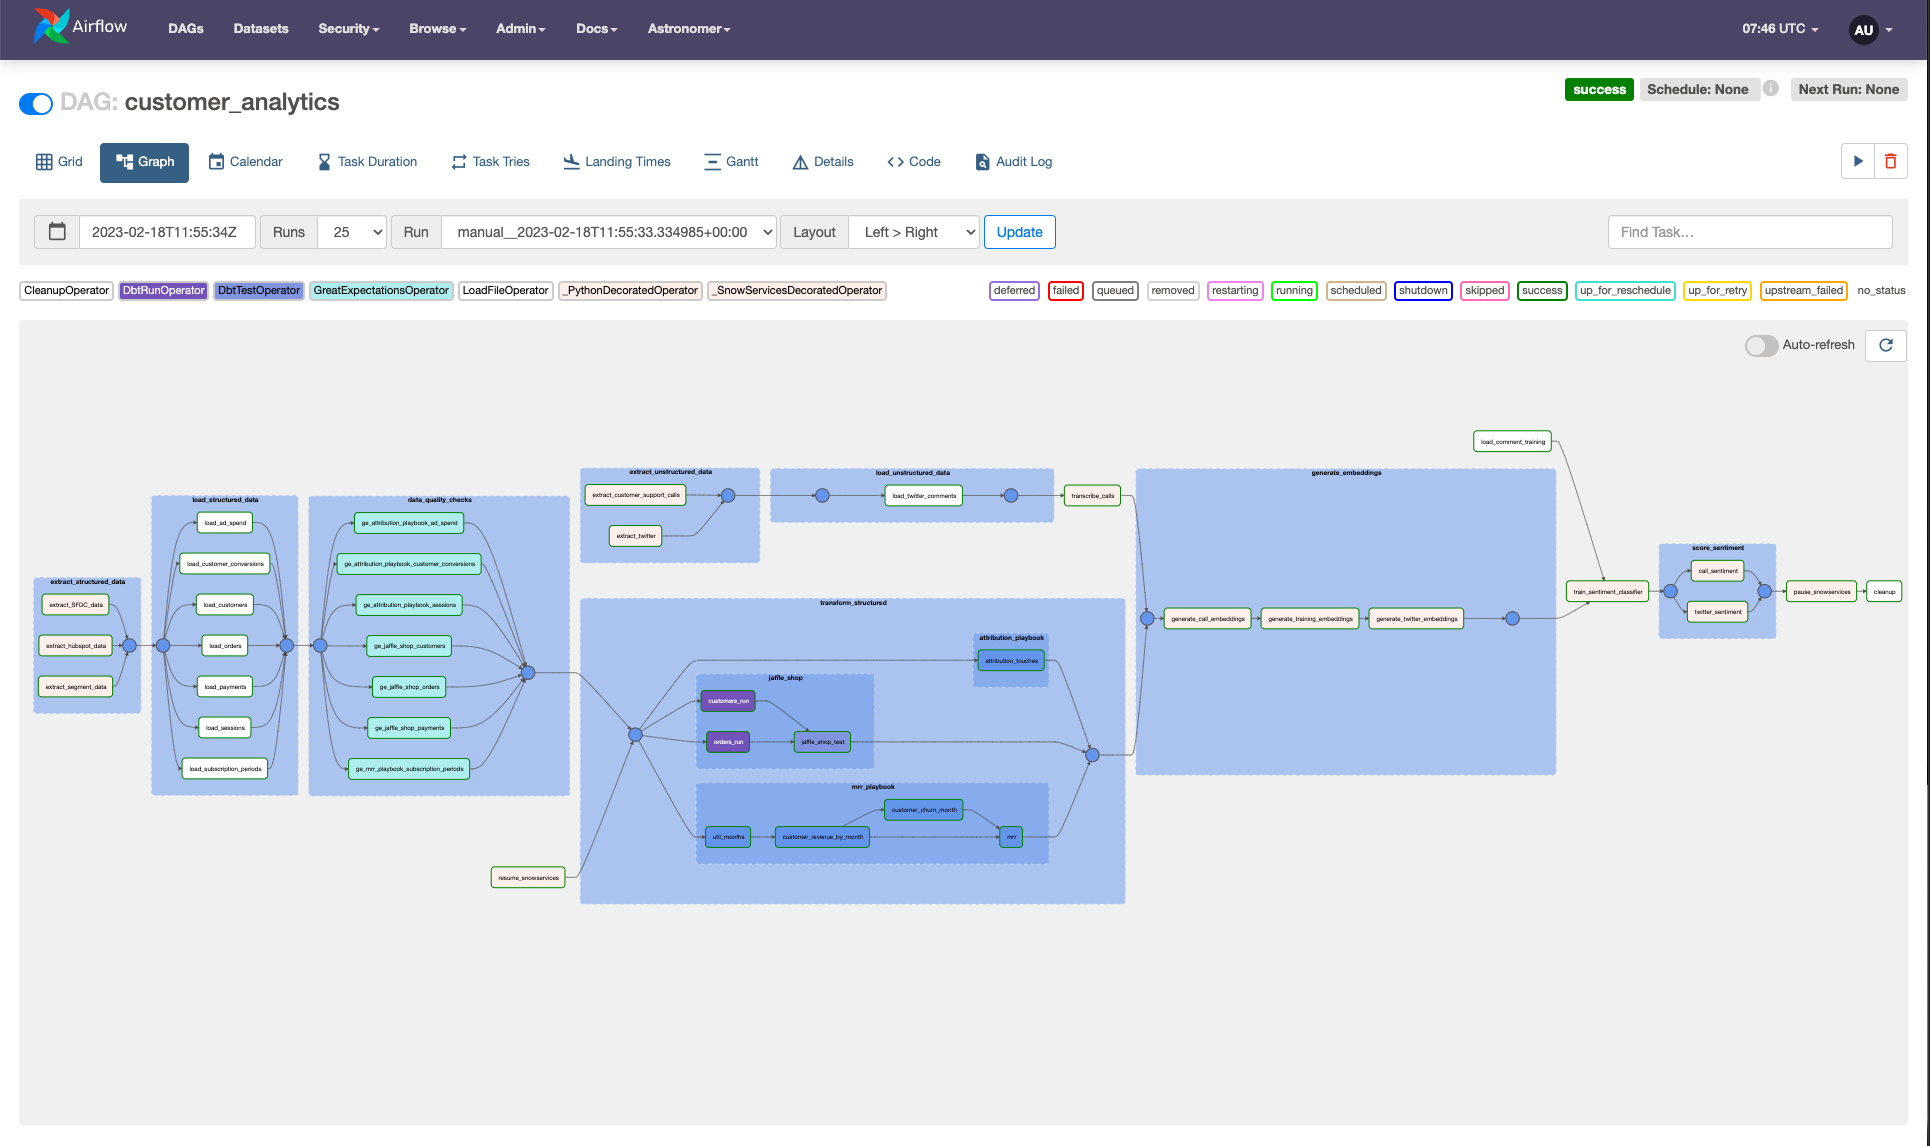 Airflow
DAGs
Datasets
Security
Browse
Admin
Docs
Astronomer
07:46 UTC
AU
DAG: customer_analytics
success
Schedule: None
i
Next Run: None
Grid
Graph
Calendar
Task Duration
Task Tries
Landing Times
Gantt
Details
Code
Audit Log
2023-02-18T11:55:34Z
Runs
25
Run
manual__2023-02-18T11:55:33.334985+00:00
Layout
Left > Right
Update
Find Task…
CleanupOperator
DbtRunOperator
DbtTestOperator
GreatExpectationsOperator
LoadFileOperator
_PythonDecoratedOperator
_SnowServicesDecoratedOperator
deferred
failed
queued
removed
restarting
running
scheduled
shutdown
skipped
success
up_for_reschedule
up_for_retry
upstream_failed
no_status
Auto-refresh
extract_structured_data
extract_SFDC_data
extract_hubspot_data
extract_segment_data
load_structured_data
load_ad_spend
load_customer_conversions
load_customers
load_orders
load_payments
load_sessions
load_subscription_periods
data_quality_checks
ge_attribution_playbook_ad_spend
ge_attribution_playbook_customer_conversions
ge_attribution_playbook_sessions
ge_jaffle_shop_customers
ge_jaffle_shop_orders
ge_jaffle_shop_payments
ge_mrr_playbook_subscription_periods
resume_snowservices
extract_unstructured_data
extract_customer_support_calls
extract_twitter
load_unstructured_data
load_twitter_comments
transcribe_calls
transform_structured
attribution_playbook
attribution_touches
jaffle_shop
customers_run
orders_run
jaffle_shop_test
mrr_playbook
customer_churn_month
util_months
customer_revenue_by_month
mrr
generate_embeddings
generate_call_embeddings
generate_training_embeddings
generate_twitter_embeddings
load_comment_training
train_sentiment_classifier
score_sentiment
call_sentiment
twitter_sentiment
pause_snowservices
cleanup